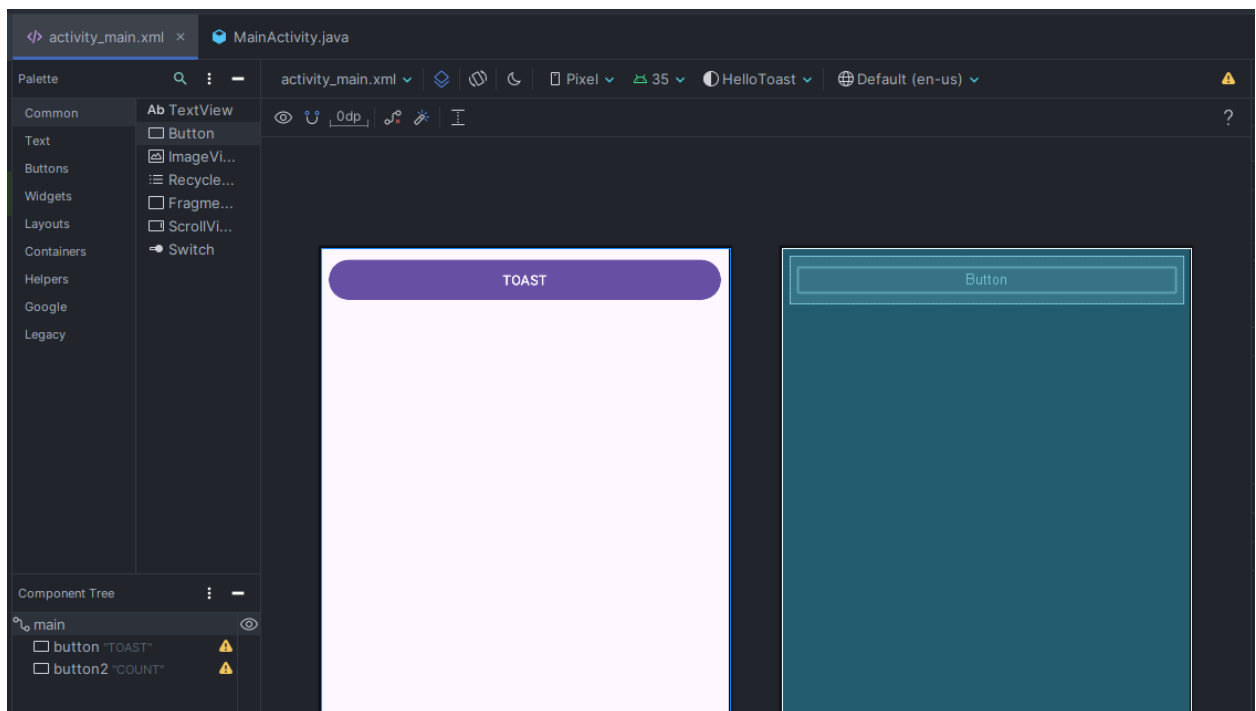 </> activity_main.xml × MainActivity.java
Palette
activity_main.xml Pixel 35 HelloToast Default (en-us)
Common
Text
Buttons
Widgets
Layouts
Containers
Helpers
Google
Legacy
Ab TextView
Button
ImageVi...
Recycle...
Fragme...
ScrollVi...
Switch
0dp
?
TOAST
Button
Component Tree
main
button "TOAST"
button2 "COUNT"